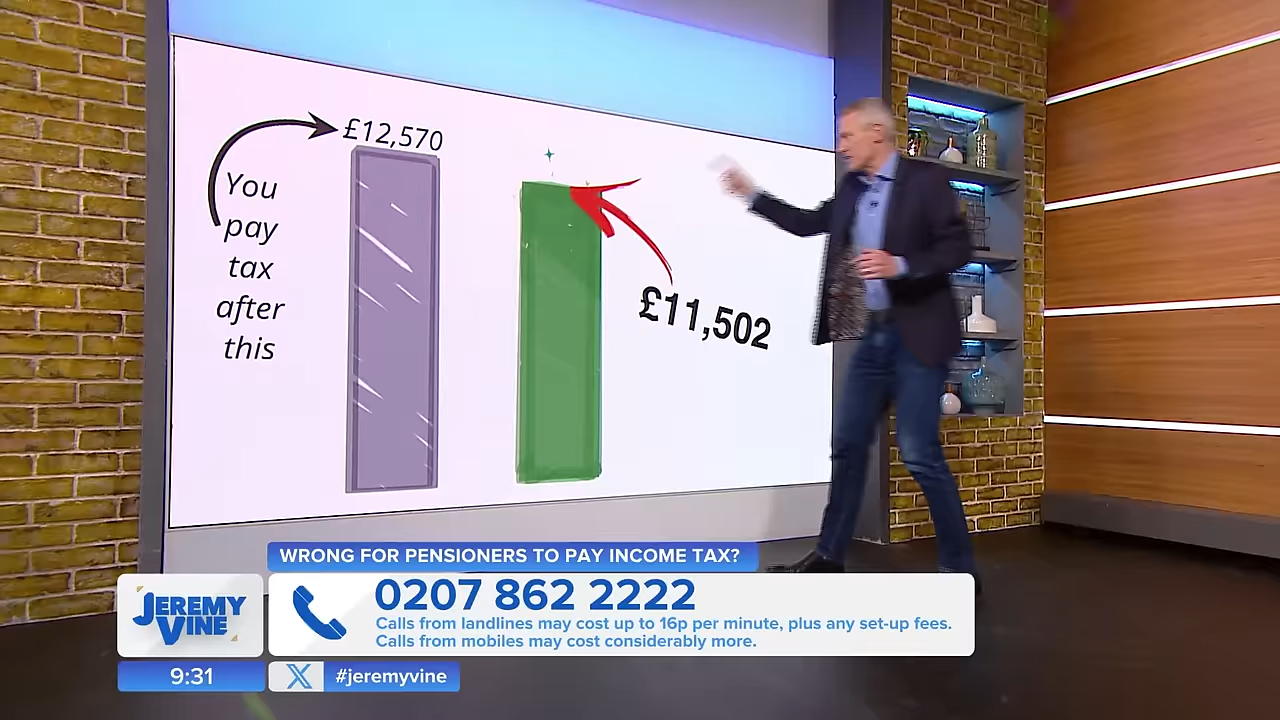 £12,570
You
pay
tax
after
this
£11,502
WRONG FOR PENSIONERS TO PAY INCOME TAX?
JEREMY
VINE
0207 862 2222
Calls from landlines may cost up to 16p per minute, plus any set-up fees.
Calls from mobiles may cost considerably more.
9:31
X #jeremyvine